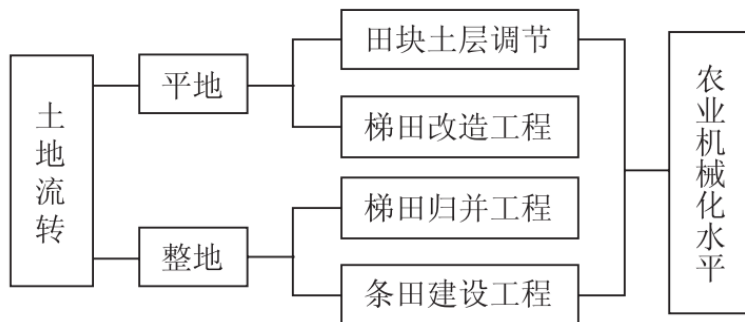 土地流转
平地
整地
田块土层调节
梯田改造工程
梯田归并工程
条田建设工程
农业机械化水平